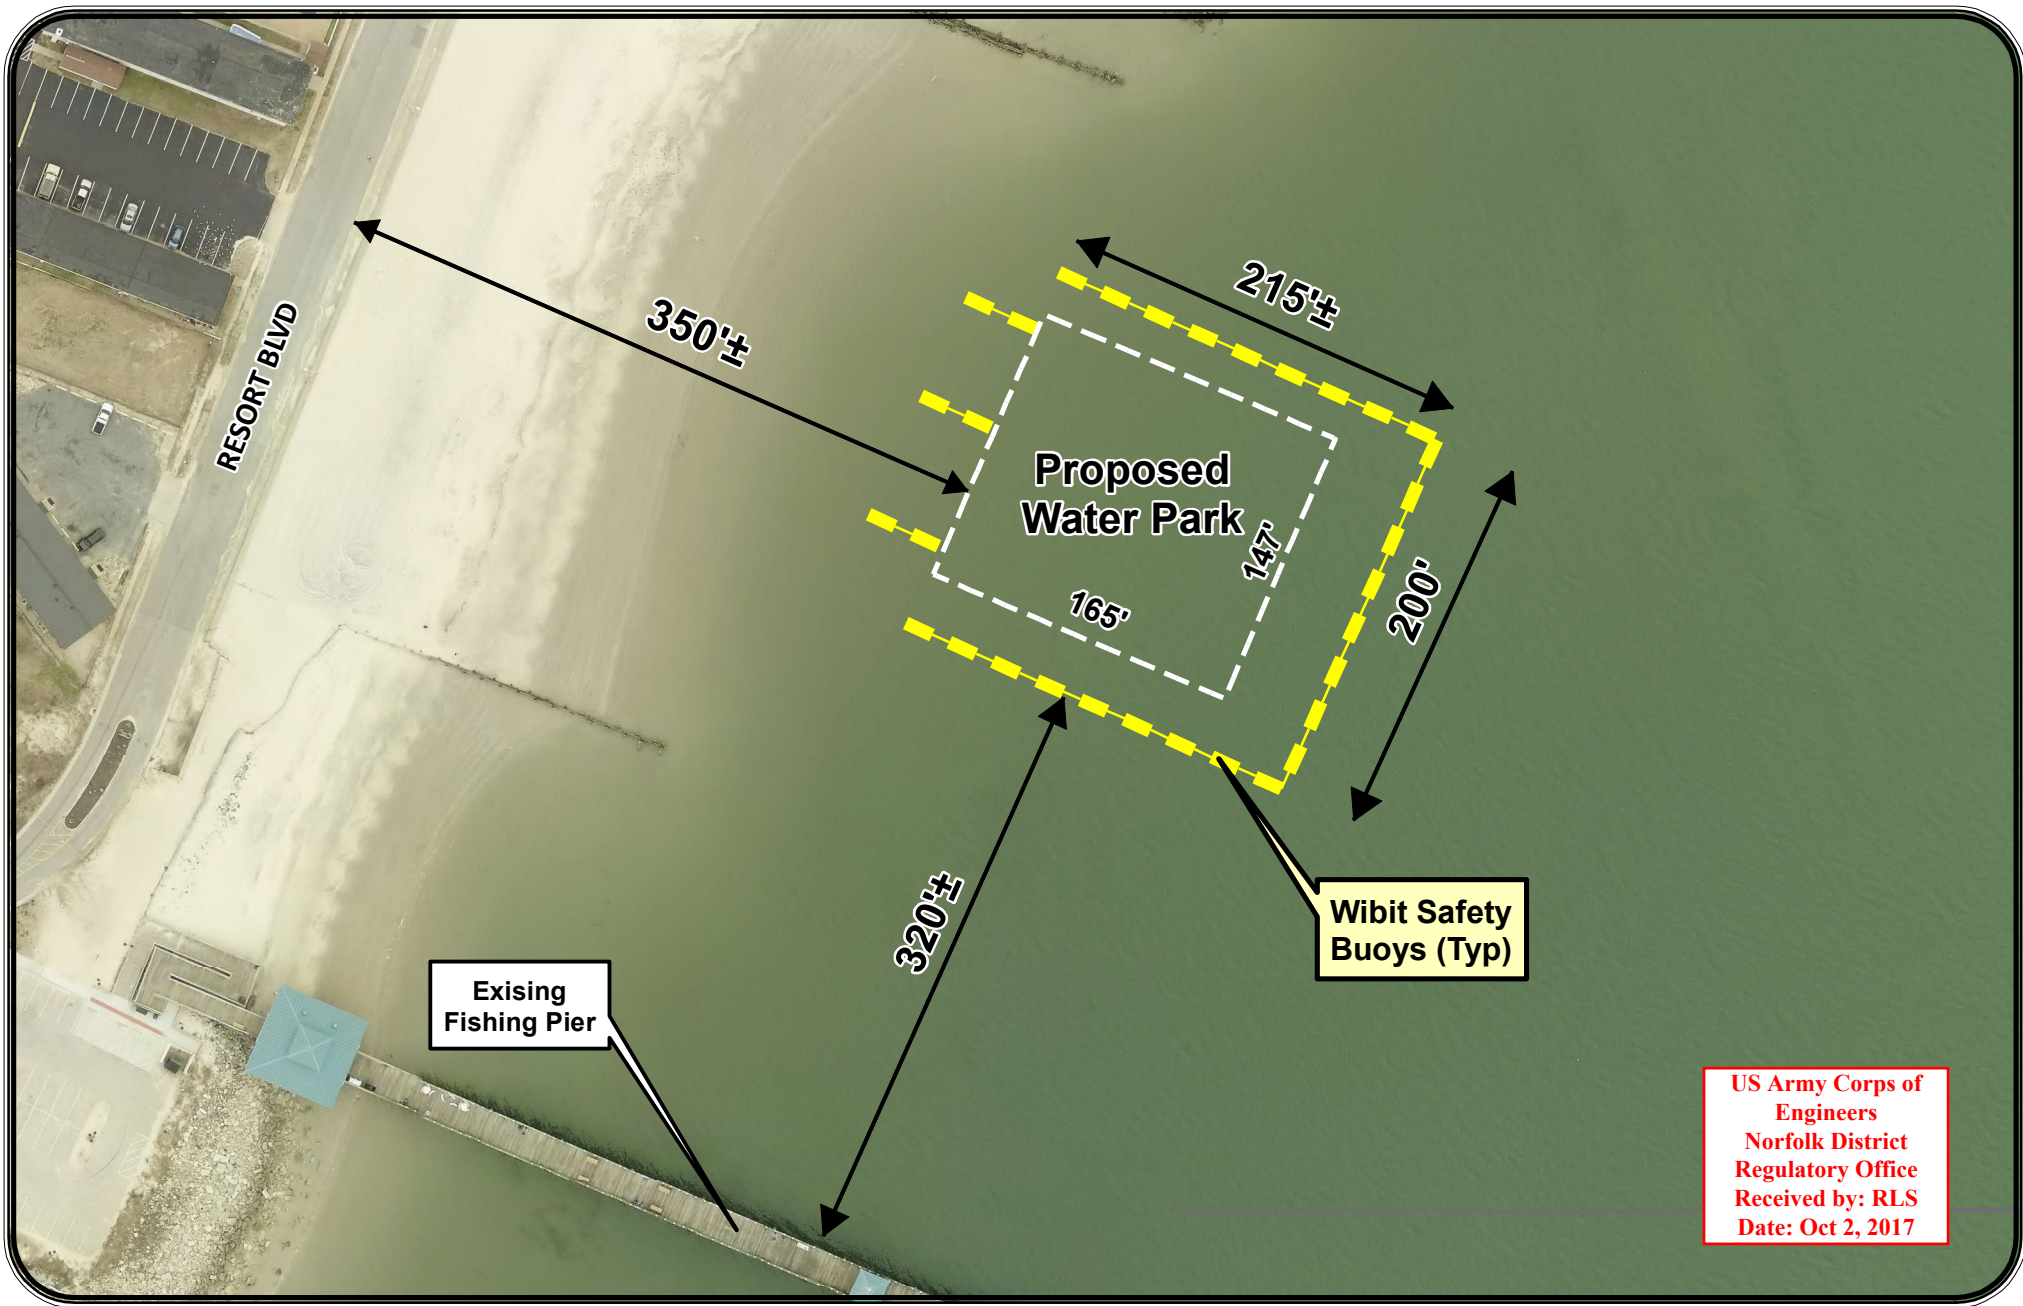 RESORT BLVD
350'±
215'±
Proposed
Water Park
147'
165'
200'
320'±
Wibit Safety
Buoys (Typ)
Exising
Fishing Pier
US Army Corps of
Engineers
Norfolk District
Regulatory Office
Received by: RLS
Date: Oct 2, 2017